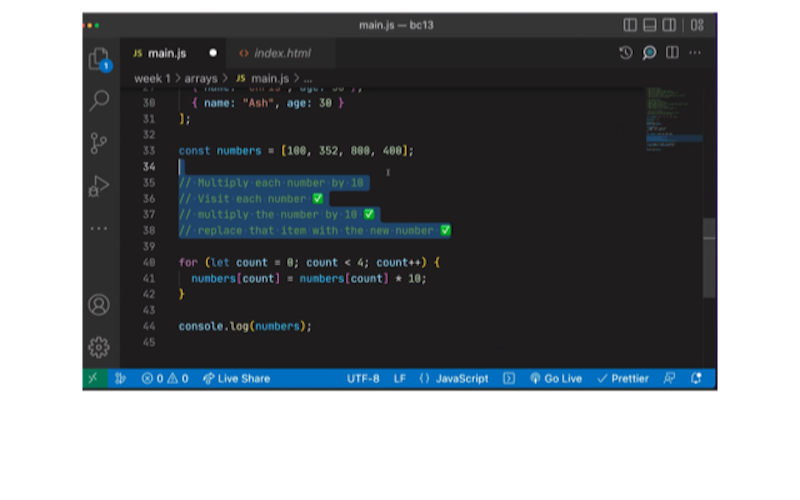 main.js — bc13
JS main.js
<> index.html
week 1 > arrays > JS main.js > ...
1
30 { name: "Ash", age: 30 }
31 ];
32
33 const numbers = [100, 352, 800, 400];
34
35 // Multiply each number by 10
36 // Visit each number ✅
37 // multiply the number by 10 ✅
38 // replace that item with the new number ✅
39
40 for (let count = 0; count < 4; count++) {
41 numbers[count] = numbers[count] * 10;
42 }
43
44 console.log(numbers);
45
0 0 Live Share UTF-8 LF {} JavaScript Go Live Prettier